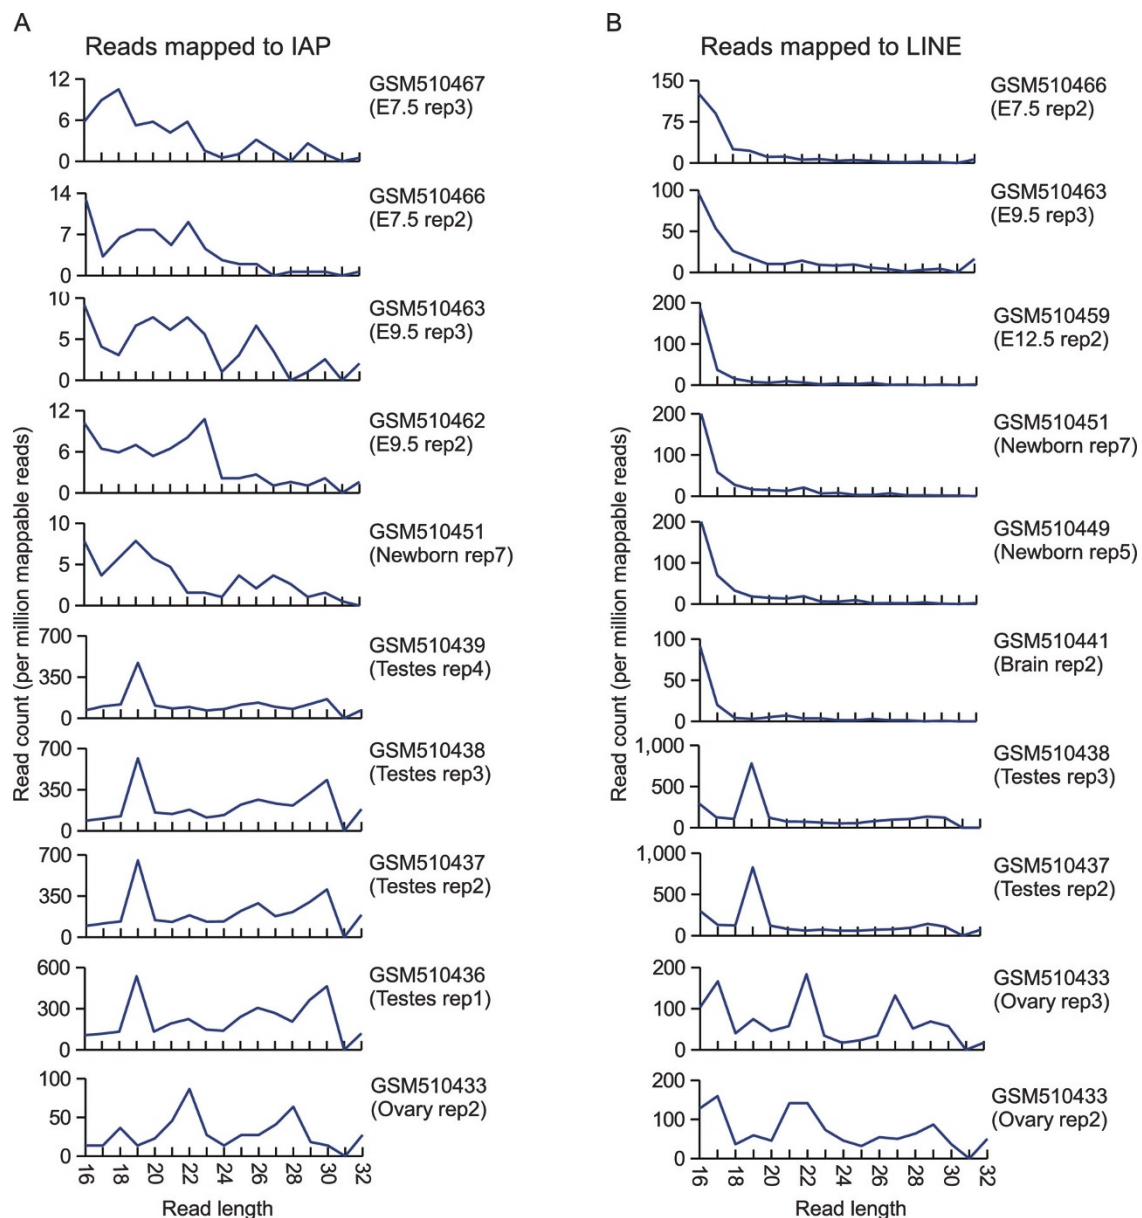 A
Reads mapped to IAP
Read count (per million mappable reads)
12
6
0
GSM510467
(E7.5 rep3)
14
7
0
GSM510466
(E7.5 rep2)
10
5
0
GSM510463
(E9.5 rep3)
12
6
0
GSM510462
(E9.5 rep2)
10
5
0
GSM510451
(Newborn rep7)
700
350
0
GSM510439
(Testes rep4)
700
350
0
GSM510438
(Testes rep3)
700
350
0
GSM510437
(Testes rep2)
600
300
0
GSM510436
(Testes rep1)
100
50
0
GSM510433
(Ovary rep2)
16 18 20 22 24 26 28 30 32
Read length
B
Reads mapped to LINE
Read count (per million mappable reads)
150
75
0
GSM510466
(E7.5 rep2)
100
50
0
GSM510463
(E9.5 rep3)
200
100
0
GSM510459
(E12.5 rep2)
200
100
0
GSM510451
(Newborn rep7)
200
100
0
GSM510449
(Newborn rep5)
100
50
0
GSM510441
(Brain rep2)
1,000
500
0
GSM510438
(Testes rep3)
1,000
500
0
GSM510437
(Testes rep2)
200
100
0
GSM510433
(Ovary rep3)
200
100
0
GSM510433
(Ovary rep2)
16 18 20 22 24 26 28 30 32
Read length